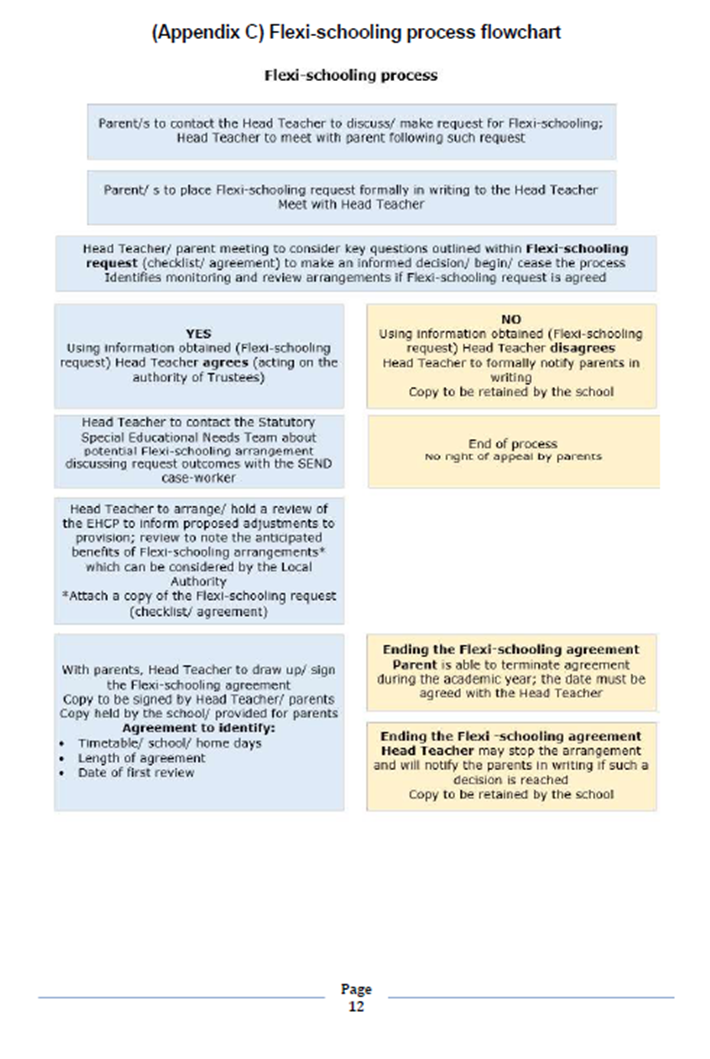 (Appendix C) Flexi-schooling process flowchart
Flexi-schooling process
Parent/s to contact the Head Teacher to discuss/ make request for Flexi-schooling;
Head Teacher to meet with parent following such request
Parent/ s to place Flexi-schooling request formally in writing to the Head Teacher
Meet with Head Teacher
Head Teacher/ parent meeting to consider key questions outlined within Flexi-schooling
request (checklist/ agreement) to make an informed decision/ begin/ cease the process
Identifies monitoring and review arrangements if Flexi-schooling request is agreed
YES
Using information obtained (Flexi-schooling
request) Head Teacher agrees (acting on the
authority of Trustees)
NO
Using information obtained (Flexi-schooling
request) Head Teacher disagrees
Head Teacher to formally notify parents in
writing
Copy to be retained by the school
Head Teacher to contact the Statutory
Special Educational Needs Team about
potential Flexi-schooling arrangement
discussing request outcomes with the SEND
case-worker
End of process
No right of appeal by parents
Head Teacher to arrange/ hold a review of
the EHCP to inform proposed adjustments to
provision; review to note the anticipated
benefits of Flexi-schooling arrangements*
which can be considered by the Local
Authority
*Attach a copy of the Flexi-schooling request
(checklist/ agreement)
With parents, Head Teacher to draw up/ sign
the Flexi-schooling agreement
Copy to be signed by Head Teacher/ parents
Copy held by the school/ provided for parents
Agreement to identify:
• Timetable/ school/ home days
• Length of agreement
• Date of first review
Ending the Flexi-schooling agreement
Parent is able to terminate agreement
during the academic year; the date must be
agreed with the Head Teacher
Ending the Flexi -schooling agreement
Head Teacher may stop the arrangement
and will notify the parents in writing if such a
decision is reached
Copy to be retained by the school
Page
12